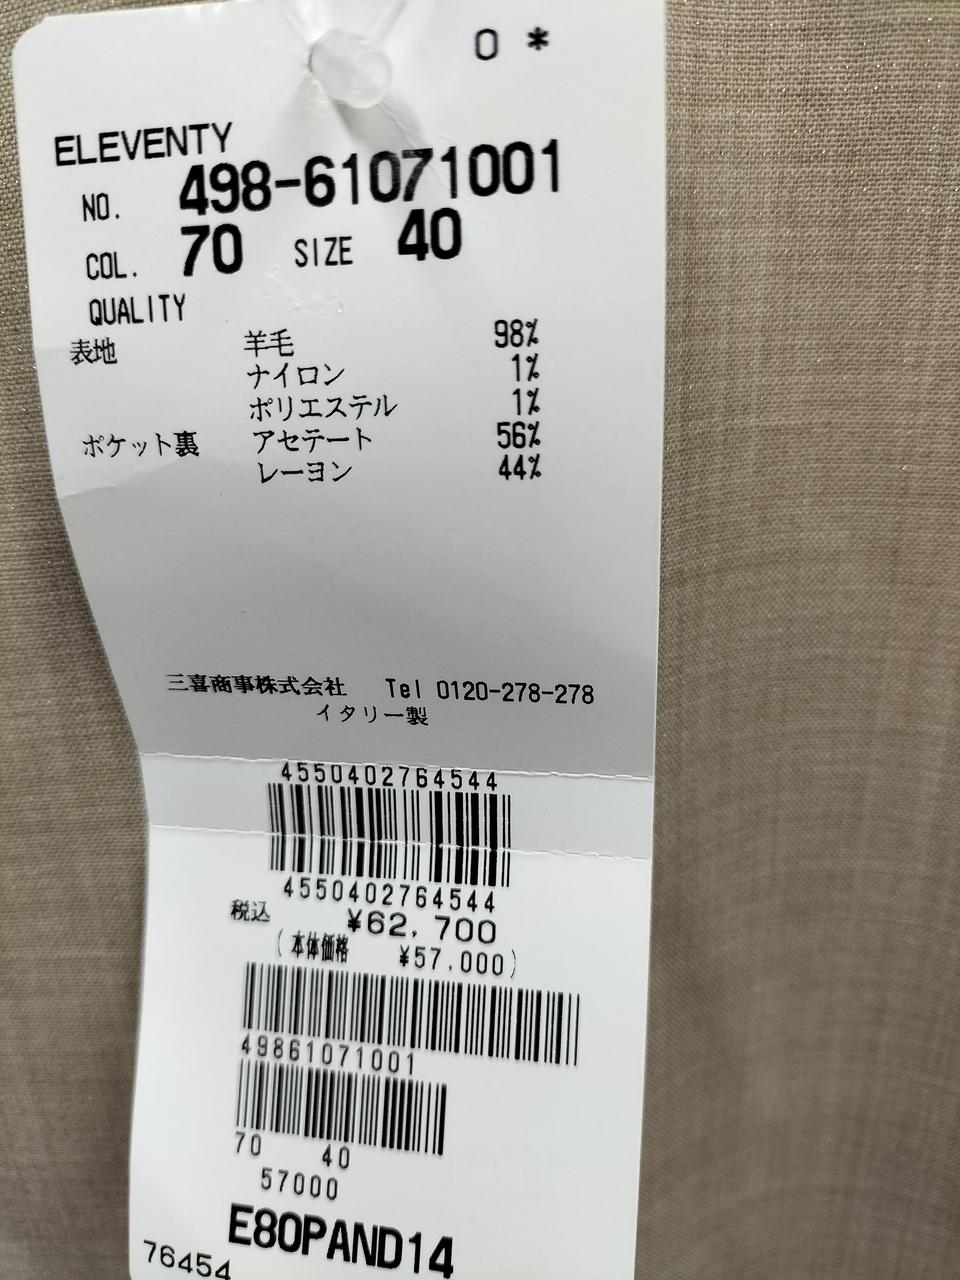 O *
ELEVENTY
NO. 498-61071001
COL. 70 SIZE 40
QUALITY
表地 羊毛 98%
ナイロン 1%
ポリエステル 1%
ポケット裏 アセテート 56%
レーヨン 44%
三喜商事株式会社 Tel 0120-278-278
イタリー製
4550402764544
4550402764544
税込 ¥62,700
(本体価格 ¥57,000)
49861071001
70 40
57000
E80PAND14
76454